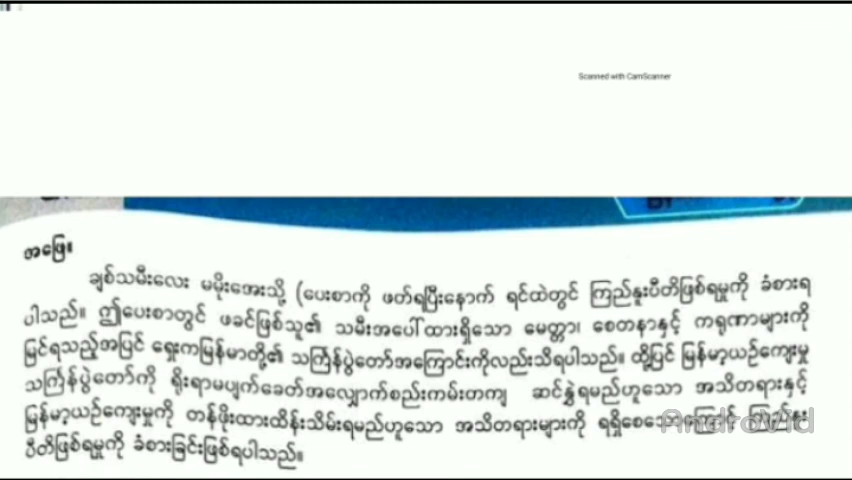 Scanned with CamScanner
အဖြေ။
ချစ်သမီးလေး မမိုးအေးသို့ (ပေးစာကို ဖတ်ရပြီးနောက် ရင်ထဲတွင် ကြည်နူးပီတိဖြစ်ရမှုကို ခံစားရ
ပါသည်။ ဤပေးစာတွင် ဖခင်ဖြစ်သူ၏ သမီးအပေါ်ထားရှိသော မေတ္တာ၊ စေတနာနှင့် ကရုဏာများကို
မြင်ရသည့်အပြင် ရှေးကမြန်မာတို့၏ သင်္ကြန်ပွဲတော်အကြောင်းကိုလည်းသိရပါသည်။ ထို့ပြင် မြန်မာ့ယဉ်ကျေးမှု
သင်္ကြန်ပွဲတော်ကို ရိုးရာမပျက်ခေတ်အလျှောက်စည်းကမ်းတကျ ဆင်နွှဲရမည်ဟူသော အသိတရားနှင့်
မြန်မာ့ယဉ်ကျေးမှုကို တန်ဖိုးထားထိန်းသိမ်းရမည်ဟူသော အသိတရားများကို ရရှိစေသောကြောင့် ကြည်နူး
ပီတိဖြစ်ရမှုကို ခံစားခြင်းဖြစ်ရပါသည်။
AndroVid